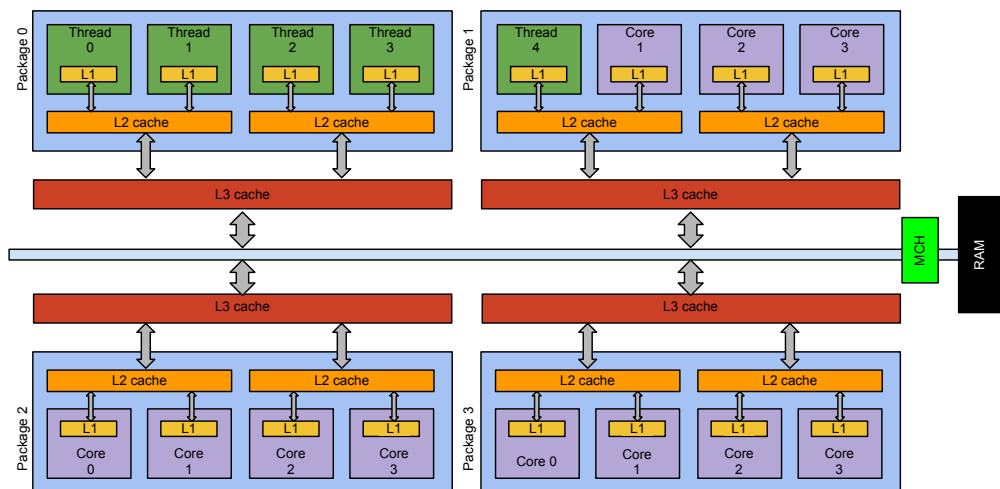 Package 0
Thread
0
Thread
1
Thread
2
Thread
3
L1
L1
L1
L1
L2 cache
L2 cache
L3 cache
Package 1
Thread
4
Core
1
Core
2
Core
3
L1
L1
L1
L1
L2 cache
L2 cache
L3 cache
MCH
RAM
L3 cache
Package 2
L2 cache
L2 cache
L1
L1
L1
L1
Core
0
Core
1
Core
2
Core
3
L3 cache
Package 3
L2 cache
L2 cache
L1
L1
L1
L1
Core 0
Core
1
Core
2
Core
3